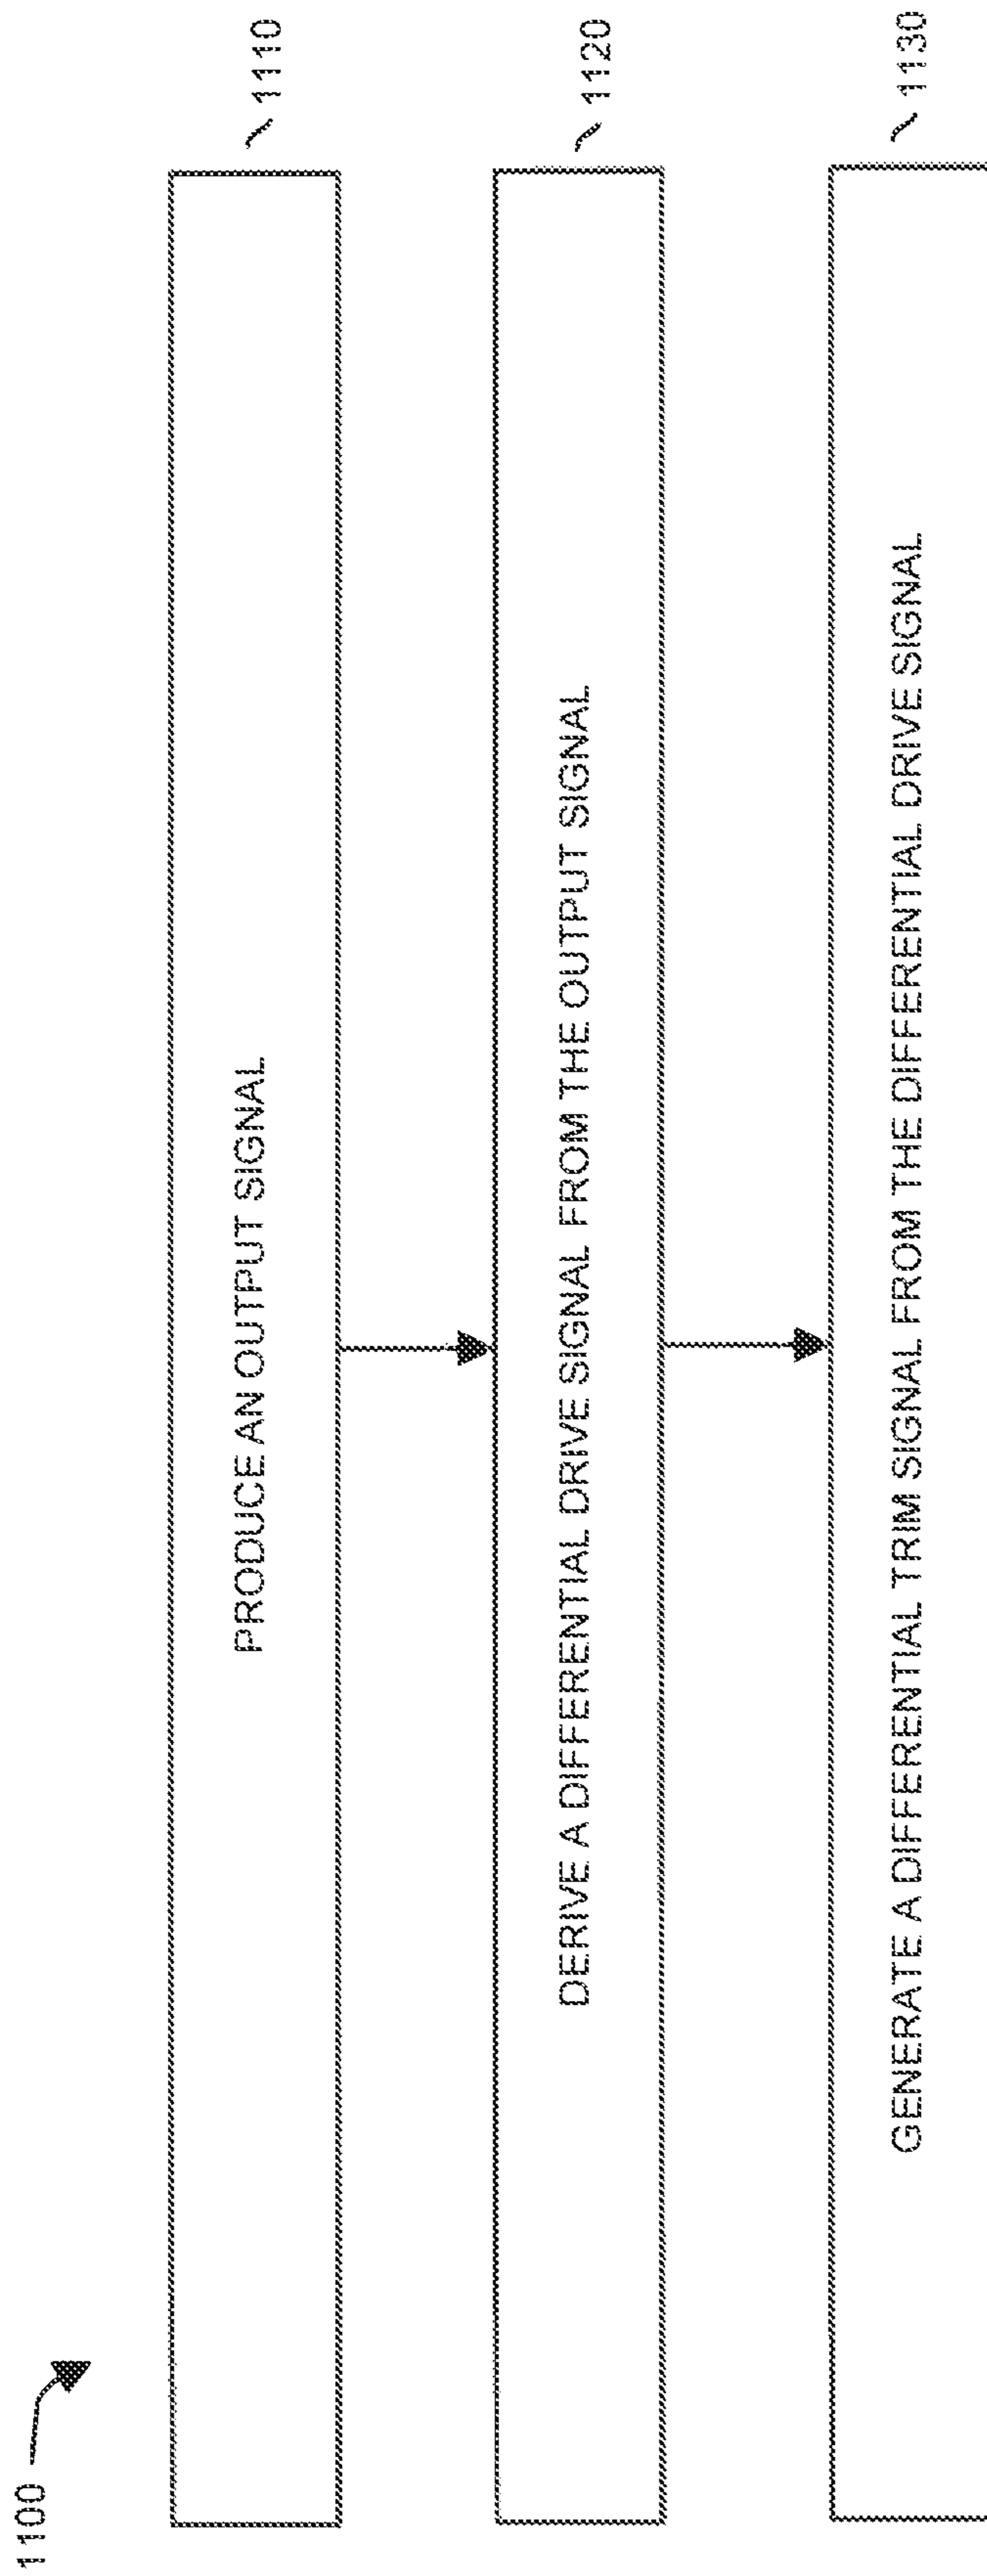 1100
PRODUCE AN OUTPUT SIGNAL
1110
DERIVE A DIFFERENTIAL DRIVE SIGNAL FROM THE OUTPUT SIGNAL
1120
GENERATE A DIFFERENTIAL TRIM SIGNAL FROM THE DIFFERENTIAL DRIVE SIGNAL
1130